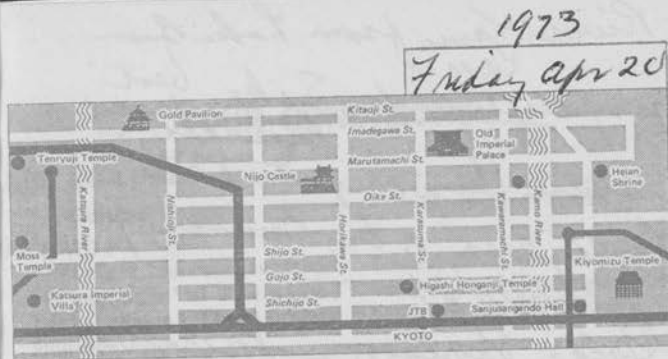 1973
Friday Apr 20
Kitaoji St.
Gold Pavilion
Imadegawa St.
Old
Imperial
Palace
Tenryuji Temple
Marutamachi St.
Nijo Castle
Heian
Shrine
Oike St.
Katsura River
Nishioji St.
Horikawa St.
Karasuma St.
Kawaramachi St.
Kamo River
Moss
Temple
Shijo St.
Kiyomizu Temple
Gojo St.
Higashi Honganji Temple
Katsura Imperial
Villa
Shichijo St.
JTB
Sanjusangendo Hall
KYOTO